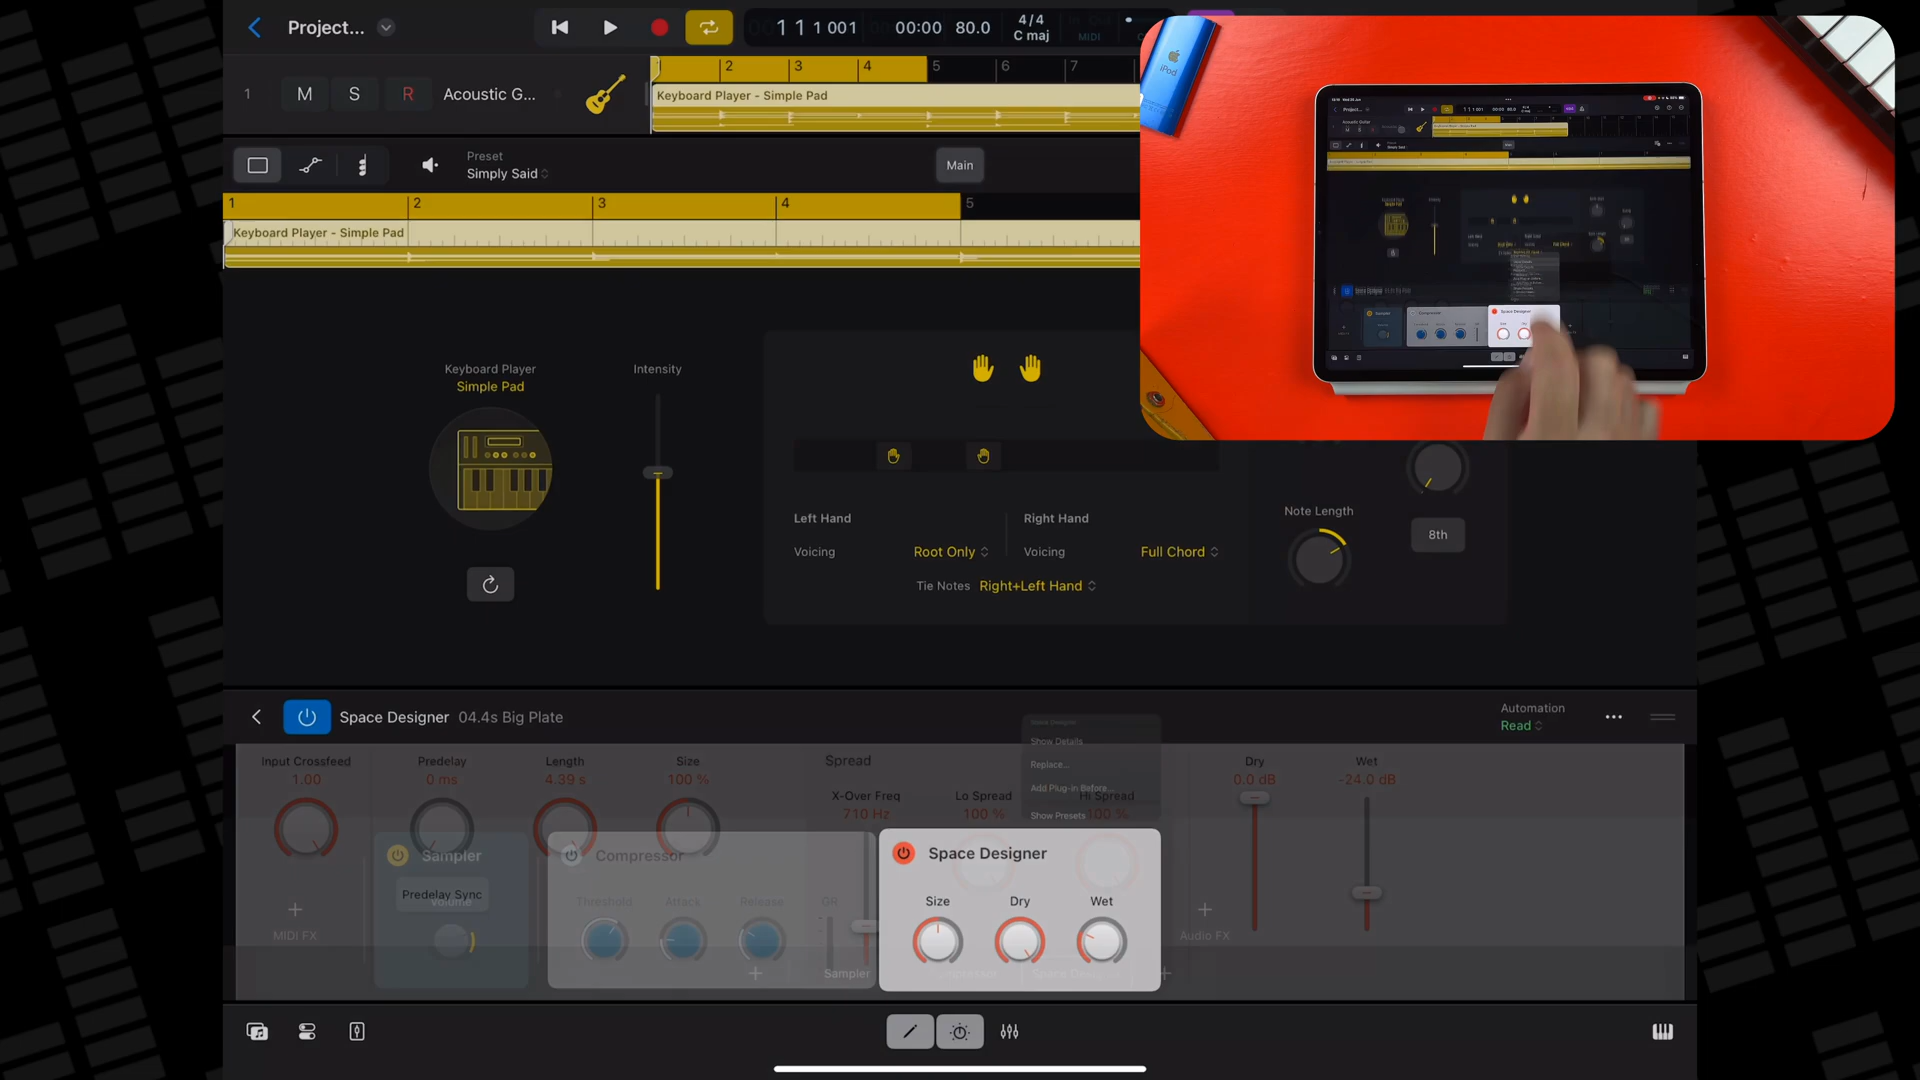 Project...
1 1 1 001
00:00
80.0
4/4
C maj
MIDI
1
M
S
R
Acoustic G...
2
3
4
5
6
7
Keyboard Player - Simple Pad
Preset
Simply Said
Main
1
2
3
4
5
Keyboard Player - Simple Pad
iPod
Keyboard Player
Simple Pad
Intensity
Left Hand
Right Hand
Voicing
Root Only
Voicing
Full Chord
Tie Notes
Right+Left Hand
Note Length
8th
Space Designer
04.4s Big Plate
Automation
Read
Space Designer
Show Details
Replace...
Add Plug-in Before...
Show Presets
Input Crossfeed
1.00
Predelay
0 ms
Length
4.39 s
Size
100 %
Spread
X-Over Freq
710 Hz
Lo Spread
100 %
Hi Spread
100 %
Dry
0.0 dB
Wet
-24.0 dB
Sampler
Predelay Sync
Volume
Compressor
Threshold
Attack
Release
GR
Space Designer
Size
Dry
Wet
MIDI FX
Audio FX
Sampler